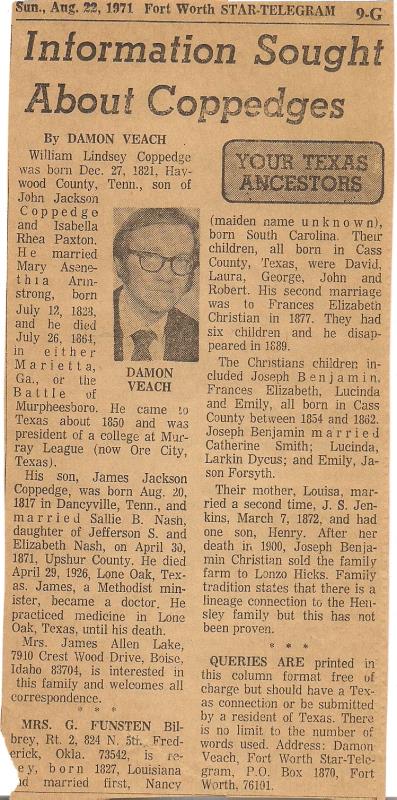 Sun., Aug. 22, 1971 Fort Worth STAR-TELEGRAM 9-G
Information Sought
About Coppedges
By DAMON VEACH
William Lindsey Coppedge
was born Dec. 27, 1821, Hay-
wood County, Tenn., son of
John Jackson
Coppedge
and Isabella
Rhea Paxton.
He married
Mary Asene-
thia Arm-
strong, born
July 12, 1828,
and he died
July 26, 1864,
in either
Marietta,
Ga., or the
Battle of
Murpheesboro. He came to
Texas about 1850 and was
president of a college at Mur-
ray League (now Ore City,
Texas).
DAMON
VEACH
His son, James Jackson
Coppedge, was born Aug. 20,
1817 in Dancyville, Tenn., and
married Sallie B. Nash,
daughter of Jefferson S. and
Elizabeth Nash, on April 30,
1871, Upshur County. He died
April 29, 1926, Lone Oak, Tex-
as. James, a Methodist min-
ister, became a doctor. He
practiced medicine in Lone
Oak, Texas, until his death.
Mrs. James Allen Lake,
7910 Crest Wood Drive, Boise,
Idaho 83704, is interested in
this family and welcomes all
correspondence.
* * *
MRS. G. FUNSTEN Bil-
brey, Rt. 2, 824 N. 5th, Fred-
erick, Okla. 73542, is re-
born 1827, Louisiana
married first, Nancy
YOUR TEXAS
ANCESTORS
(maiden name unknown),
born South Carolina. Their
children, all born in Cass
County, Texas, were David,
Laura, George, John and
Robert. His second marriage
was to Frances Elizabeth
Christian in 1877. They had
six children and he disap-
peared in 1889.
The Christians children in-
cluded Joseph Benjamin,
Frances Elizabeth, Lucinda
and Emily, all born in Cass
County between 1854 and 1862.
Joseph Benjamin married
Catherine Smith; Lucinda,
Larkin Dycus; and Emily, Ja-
son Forsyth.
Their mother, Louisa, mar-
ried a second time, J. S. Jen-
kins, March 7, 1872, and had
one son, Henry. After her
death in 1900, Joseph Benja-
min Christian sold the family
farm to Lonzo Hicks. Family
tradition states that there is a
lineage connection to the Hen-
sley family but this has not
been proven.
* * *
QUERIES ARE printed in
this column format free of
charge but should have a Tex-
as connection or be submitted
by a resident of Texas. There
is no limit to the number of
words used. Address: Damon
Veach, Fort Worth Star-Tele-
gram, P.O. Box 1870, Fort
Worth, 76101.